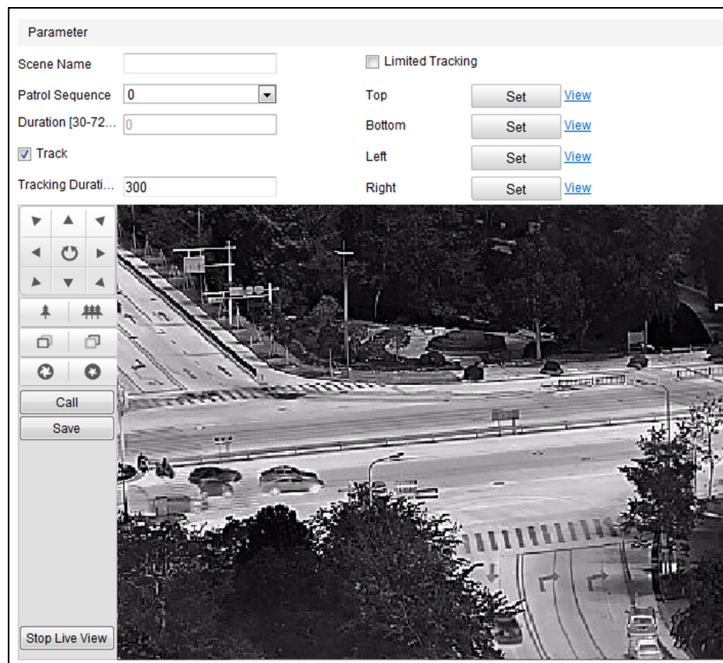 Parameter
Scene Name
Limited Tracking
Patrol Sequence 0
Top Set View
Duration [30-72... 0
Bottom Set View
Track
Left Set View
Tracking Durati... 300
Right Set View
Call
Save
Stop Live View